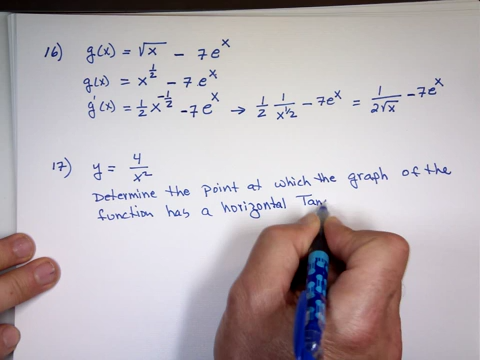 16) g(x) = √x - 7e^x
g(x) = x^(1/2) - 7e^x
g'(x) = 1/2 x^(-1/2) - 7e^x → 1/2 1/x^(1/2) - 7e^x = 1/(2√x) - 7e^x
17) y = 4/x²
Determine the point at which the graph of the
function has a horizontal Tan